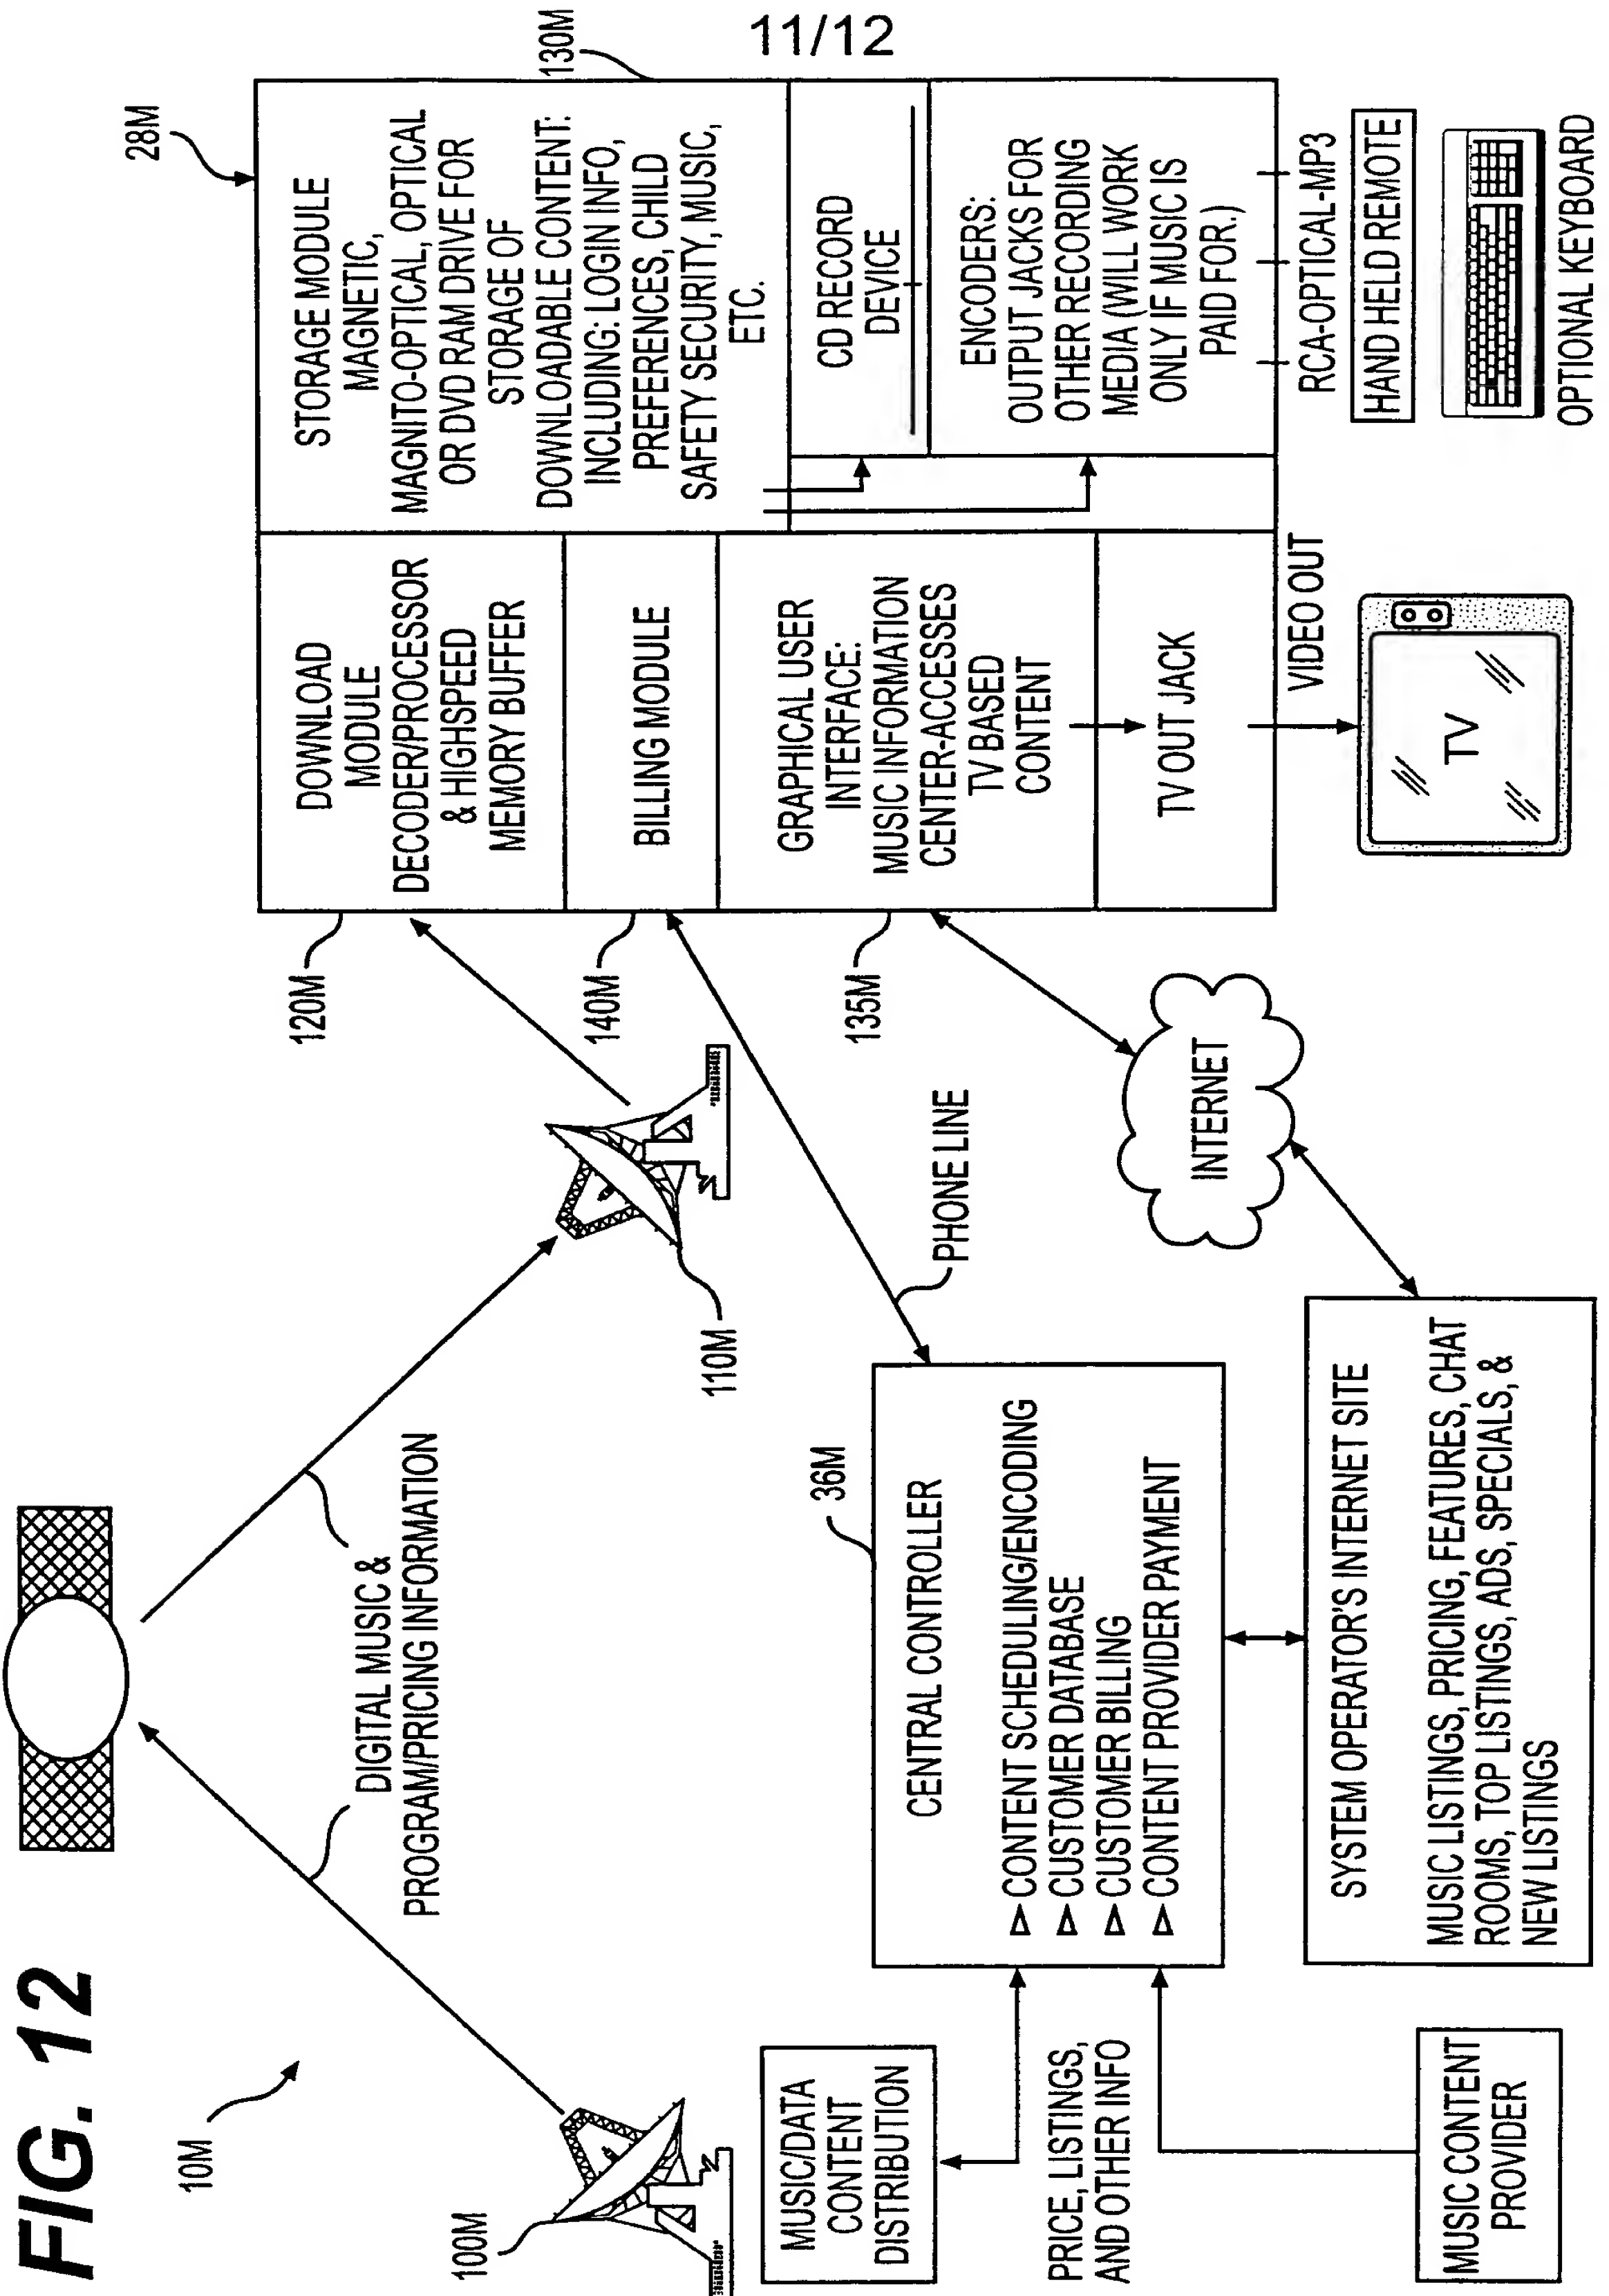 11/12
FIG. 12
10M
DIGITAL MUSIC &
PROGRAM/PRICING INFORMATION
100M
110M
MUSIC/DATA
CONTENT
DISTRIBUTION
PRICE, LISTINGS,
AND OTHER INFO
MUSIC CONTENT
PROVIDER
36M
CENTRAL CONTROLLER
CONTENT SCHEDULING/ENCODING
CUSTOMER DATABASE
CUSTOMER BILLING
CONTENT PROVIDER PAYMENT
SYSTEM OPERATOR'S INTERNET SITE
MUSIC LISTINGS, PRICING, FEATURES, CHAT
ROOMS, TOP LISTINGS, ADS, SPECIALS, &
NEW LISTINGS
PHONE LINE
INTERNET
120M
140M
135M
28M
130M
DOWNLOAD
MODULE
DECODER/PROCESSOR
& HIGHSPEED
MEMORY BUFFER
BILLING MODULE
GRAPHICAL USER
INTERFACE:
MUSIC INFORMATION
CENTER-ACCESSES
TV BASED
CONTENT
TV OUT JACK
VIDEO OUT
TV
STORAGE MODULE
MAGNETIC,
MAGNITO-OPTICAL, OPTICAL
OR DVD RAM DRIVE FOR
STORAGE OF
DOWNLOADABLE CONTENT:
INCLUDING: LOGIN INFO,
PREFERENCES, CHILD
SAFETY SECURITY, MUSIC,
ETC.
CD RECORD
DEVICE
ENCODERS:
OUTPUT JACKS FOR
OTHER RECORDING
MEDIA (WILL WORK
ONLY IF MUSIC IS
PAID FOR.)
RCA-OPTICAL-MP3
HAND HELD REMOTE
OPTIONAL KEYBOARD